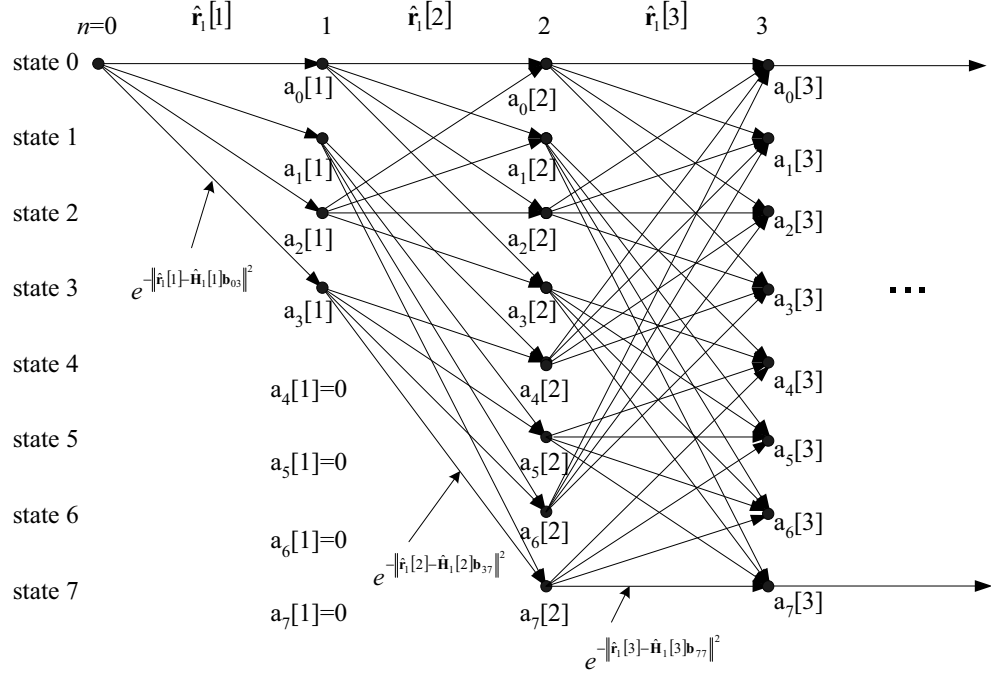 n=0 r̂₁[1] 1 r̂₁[2] 2 r̂₁[3] 3
state 0
a₀[1] a₀[2] a₀[3]
state 1
a₁[1] a₁[2] a₁[3]
state 2
a₂[1] a₂[2] a₂[3]
e^{-‖r̂₁[1]-Ĥ₁[1]b₀₃‖²}
state 3
a₃[1] a₃[2] a₃[3]
...
state 4
a₄[1]=0 a₄[2] a₄[3]
state 5
a₅[1]=0 a₅[2] a₅[3]
state 6
a₆[1]=0 a₆[2] a₆[3]
e^{-‖r̂₁[2]-Ĥ₁[2]b₃₇‖²}
state 7
a₇[1]=0 a₇[2] a₇[3]
e^{-‖r̂₁[3]-Ĥ₁[3]b₇₇‖²}